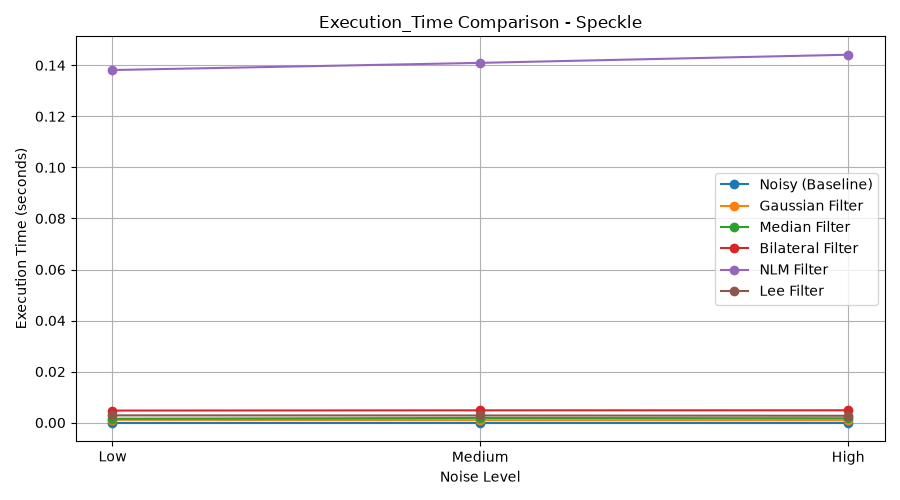 Execution_Time Comparison - Speckle
Execution Time (seconds)
0.14
0.12
0.10
0.08
0.06
0.04
0.02
0.00
Noisy (Baseline)
Gaussian Filter
Median Filter
Bilateral Filter
NLM Filter
Lee Filter
Low
Medium
High
Noise Level